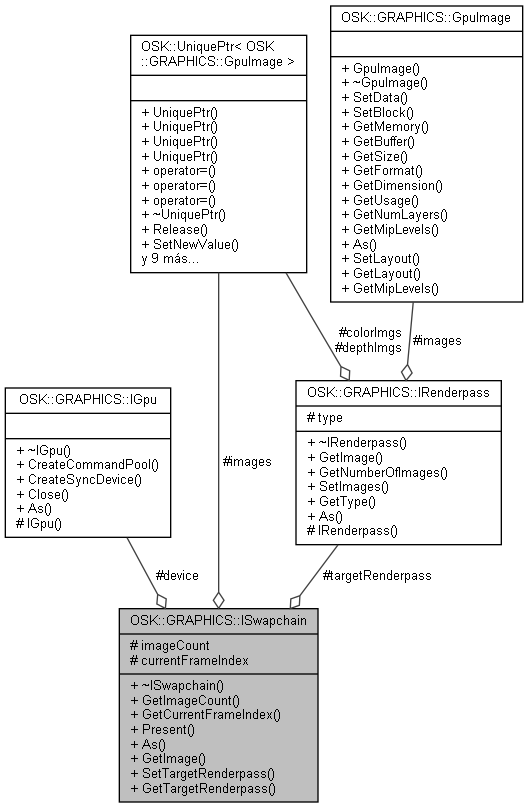 OSK::GRAPHICS::GpuImage
+ GpuImage()
+ ~GpuImage()
+ SetData()
+ SetBlock()
+ GetMemory()
+ GetBuffer()
+ GetSize()
+ GetFormat()
+ GetDimension()
+ GetUsage()
+ GetNumLayers()
+ GetMipLevels()
+ As()
+ SetLayout()
+ GetLayout()
+ GetMipLevels()
OSK::UniquePtr< OSK
::GRAPHICS::GpuImage >
+ UniquePtr()
+ UniquePtr()
+ UniquePtr()
+ UniquePtr()
+ operator=()
+ operator=()
+ operator=()
+ ~UniquePtr()
+ Release()
+ SetNewValue()
y 9 más...
#colorImgs
#depthImgs
#images
OSK::GRAPHICS::IGpu
+ ~IGpu()
+ CreateCommandPool()
+ CreateSyncDevice()
+ Close()
+ As()
# IGpu()
#images
OSK::GRAPHICS::IRenderpass
# type
+ ~IRenderpass()
+ GetImage()
+ GetNumberOfImages()
+ SetImages()
+ GetType()
+ As()
# IRenderpass()
#device
#targetRenderpass
OSK::GRAPHICS::ISwapchain
# imageCount
# currentFrameIndex
+ ~ISwapchain()
+ GetImageCount()
+ GetCurrentFrameIndex()
+ Present()
+ As()
+ GetImage()
+ SetTargetRenderpass()
+ GetTargetRenderpass()